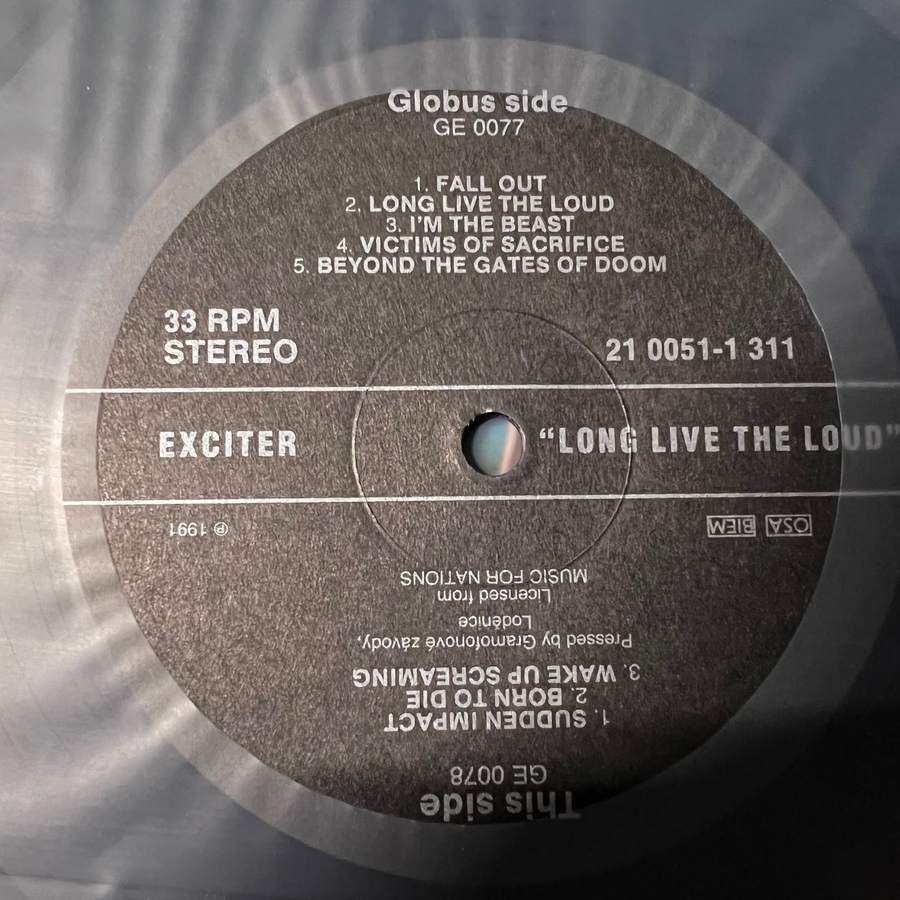 Globus side
GE 0077
1. FALL OUT
2. LONG LIVE THE LOUD
3. I'M THE BEAST
4. VICTIMS OF SACRIFICE
5. BEYOND THE GATES OF DOOM
33 RPM
STEREO
21 0051-1 311
EXCITER
“LONG LIVE THE LOUD”
This side
GE 0078
1. SUDDEN IMPACT
2. BORN TO DIE
3. WAKE UP SCREAMING
Pressed by Gramofonové závody,
Loděnice
Licensed from
MUSIC FOR NATIONS
OSA BIEM
℗ 1991